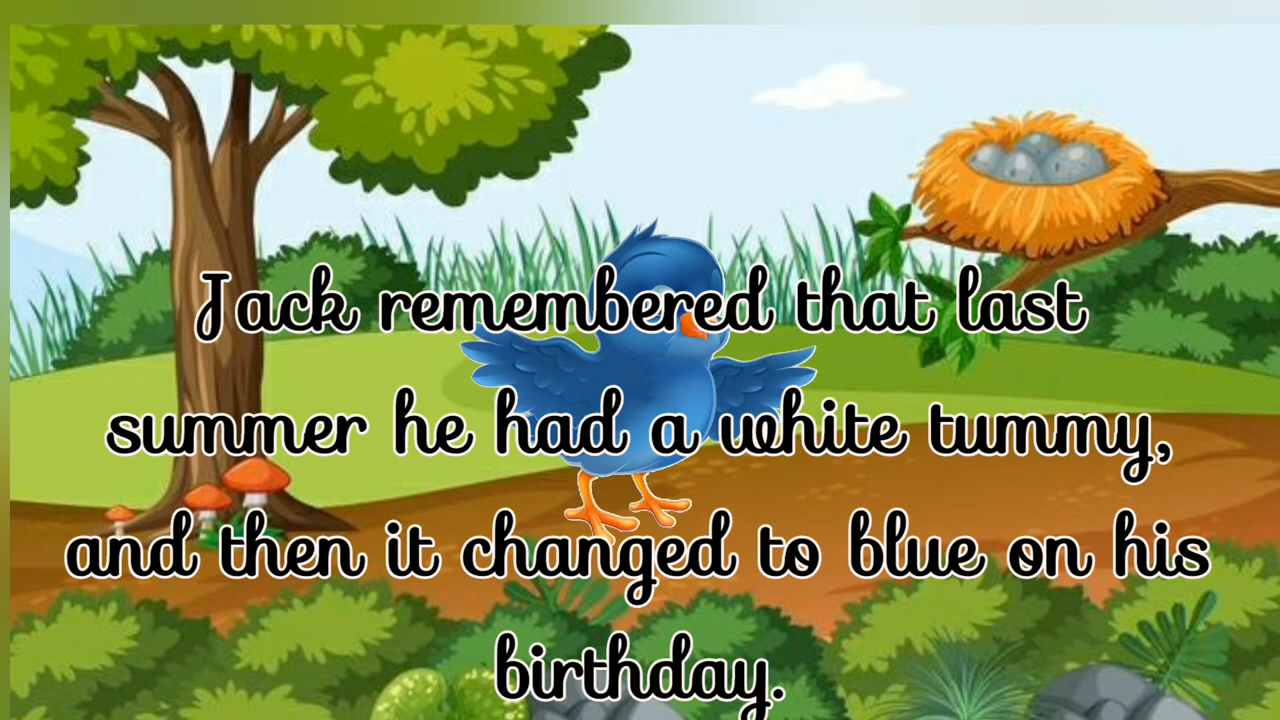 Jack remembered that last
summer he had a white tummy,
and then it changed to blue on his
birthday.